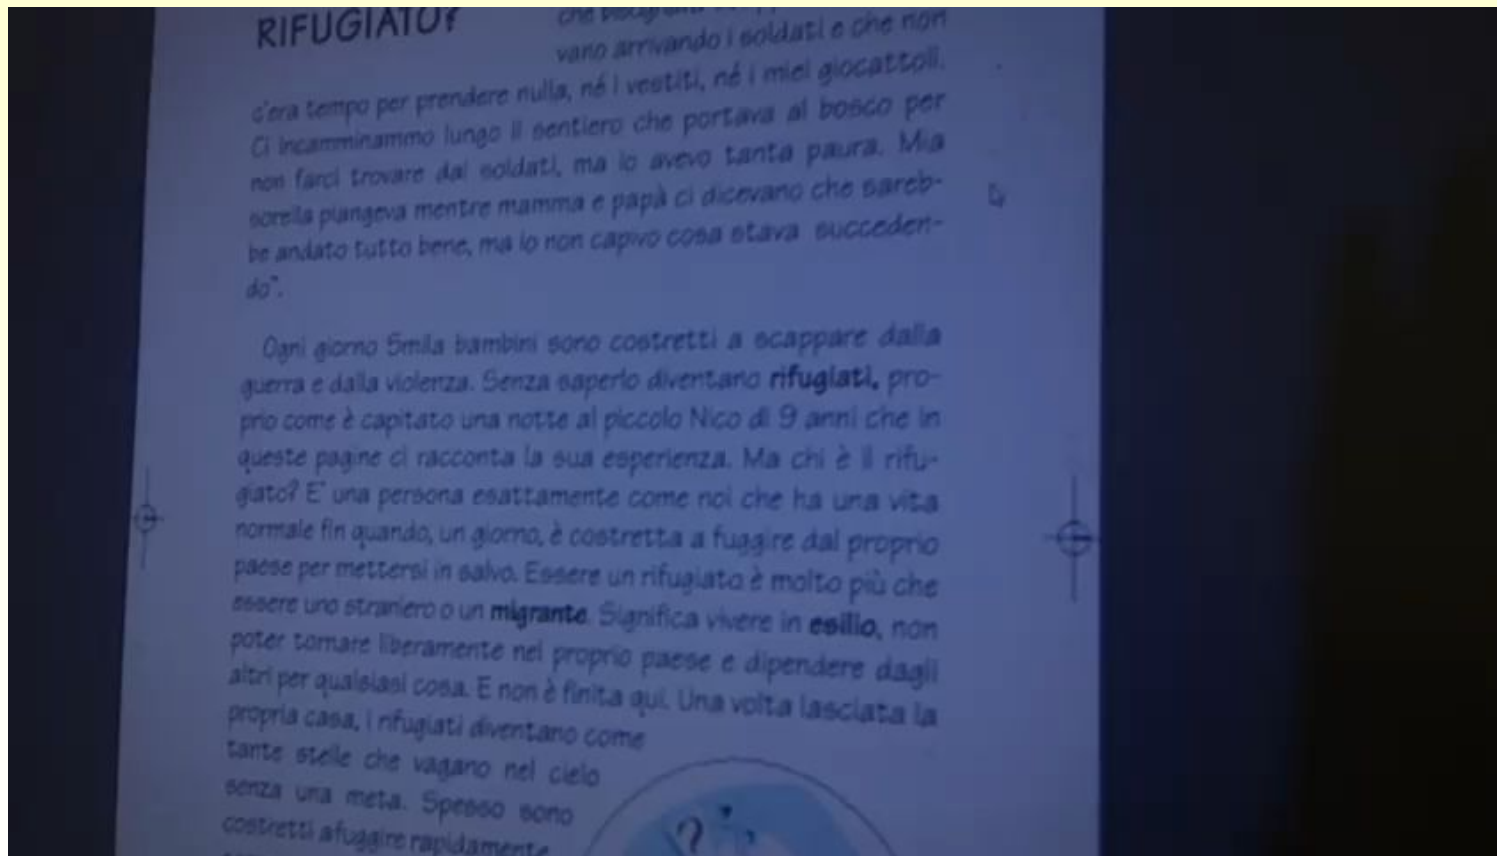 RIFUGIATO?
che
vano arrivando i soldati e che non
c'era tempo per prendere nulla, né i vestiti, né i miei giocattoli.
Ci incamminammo lungo il sentiero che portava al bosco per
non farci trovare dai soldati, ma io avevo tanta paura. Mia
sorella piangeva mentre mamma e papà ci dicevano che sareb-
be andato tutto bene, ma io non capivo cosa stava succeden-
do".
Ogni giorno 5mila bambini sono costretti a scappare dalla
guerra e dalla violenza. Senza saperlo diventano rifugiati, pro-
prio come è capitato una notte al piccolo Nico di 9 anni che in
queste pagine ci racconta la sua esperienza. Ma chi è il rifu-
giato? E' una persona esattamente come noi che ha una vita
normale fin quando, un giorno, è costretta a fuggire dal proprio
paese per mettersi in salvo. Essere un rifugiato è molto più che
essere uno straniero o un migrante. Significa vivere in esilio, non
poter tornare liberamente nel proprio paese e dipendere dagli
altri per qualsiasi cosa. E non è finita qui. Una volta lasciata la
propria casa, i rifugiati diventano come
tante stelle che vagano nel cielo
senza una meta. Spesso sono
costretti a fuggire rapidamente
?